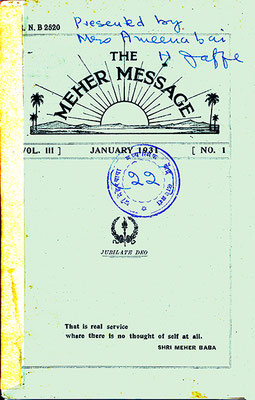 N. B 2520
Presented by
Mrs Ameenabai
H Jaffe
THE
MEHER MESSAGE
VOL. III ] JANUARY 1931 [ NO. 1
22
JUBILATE DEO
That is real service
where there is no thought of self at all.
SHRI MEHER BABA